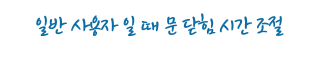 일반 사용자 일 때 문 닫힘 시간 조절